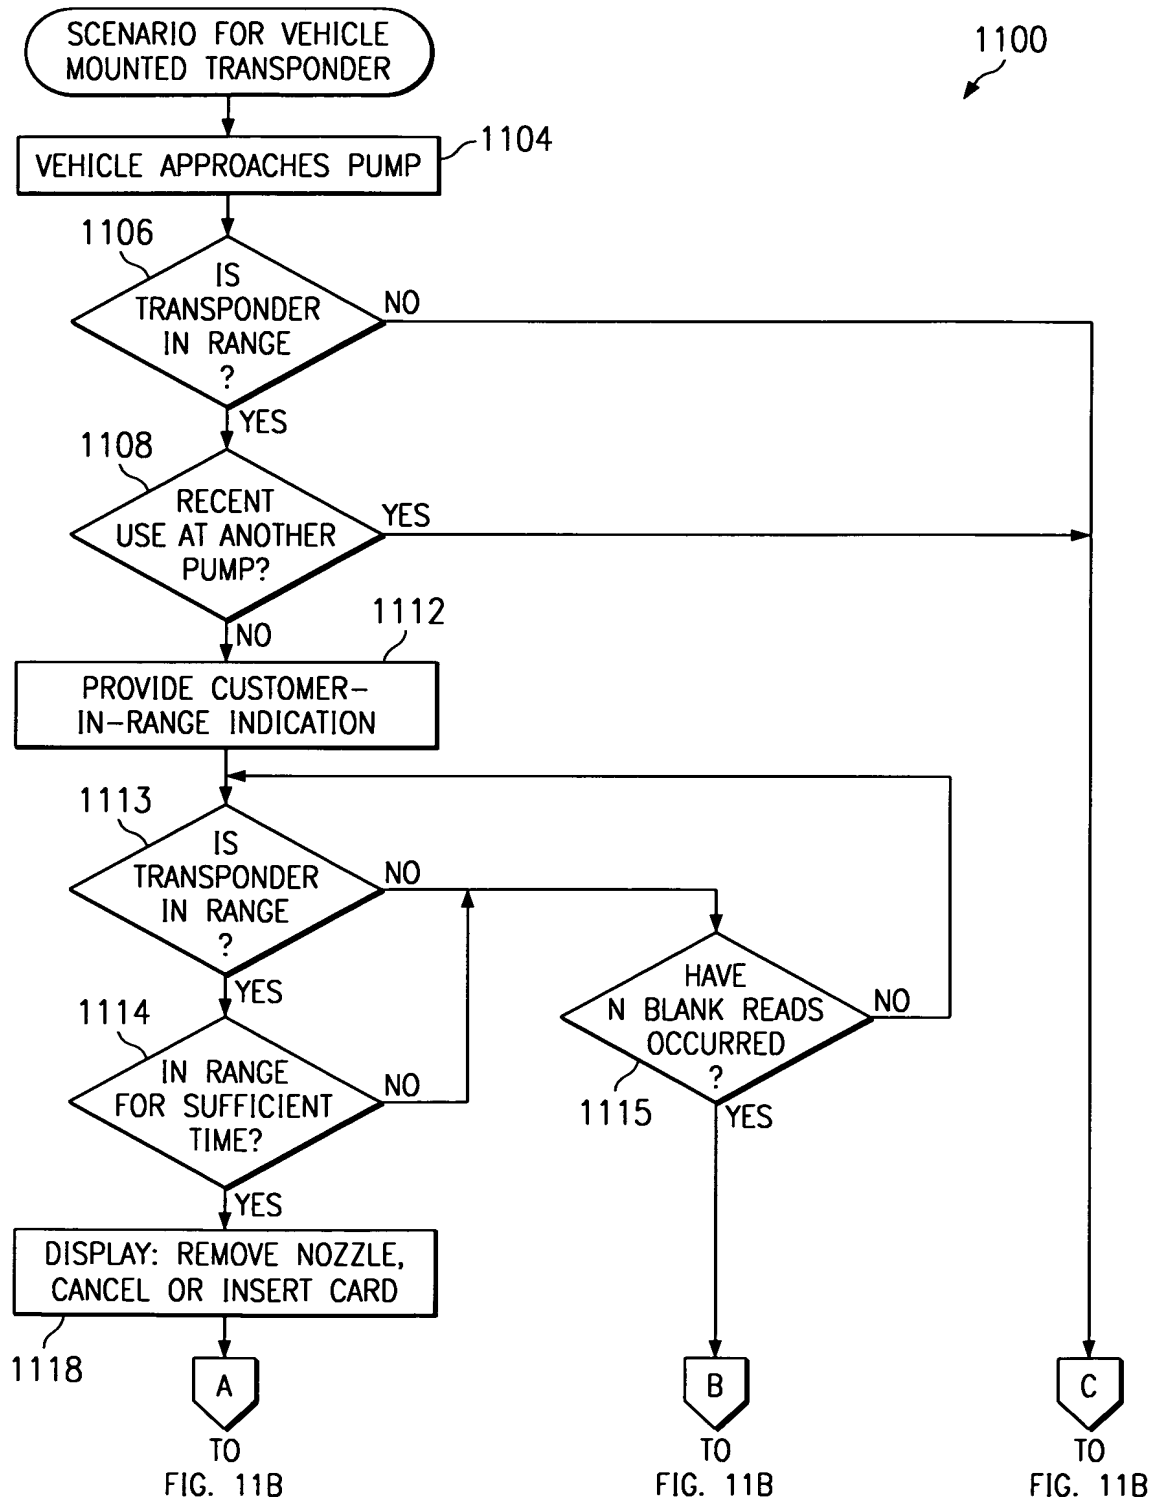 SCENARIO FOR VEHICLE
MOUNTED TRANSPONDER
1100
VEHICLE APPROACHES PUMP
1104
1106
IS
TRANSPONDER
IN RANGE
?
NO
YES
1108
RECENT
USE AT ANOTHER
PUMP?
YES
NO
1112
PROVIDE CUSTOMER-
IN-RANGE INDICATION
1113
IS
TRANSPONDER
IN RANGE
?
NO
YES
1114
IN RANGE
FOR SUFFICIENT
TIME?
NO
YES
HAVE
N BLANK READS
OCCURRED
?
NO
1115
YES
DISPLAY: REMOVE NOZZLE,
CANCEL OR INSERT CARD
1118
A
TO
FIG. 11B
B
TO
FIG. 11B
C
TO
FIG. 11B